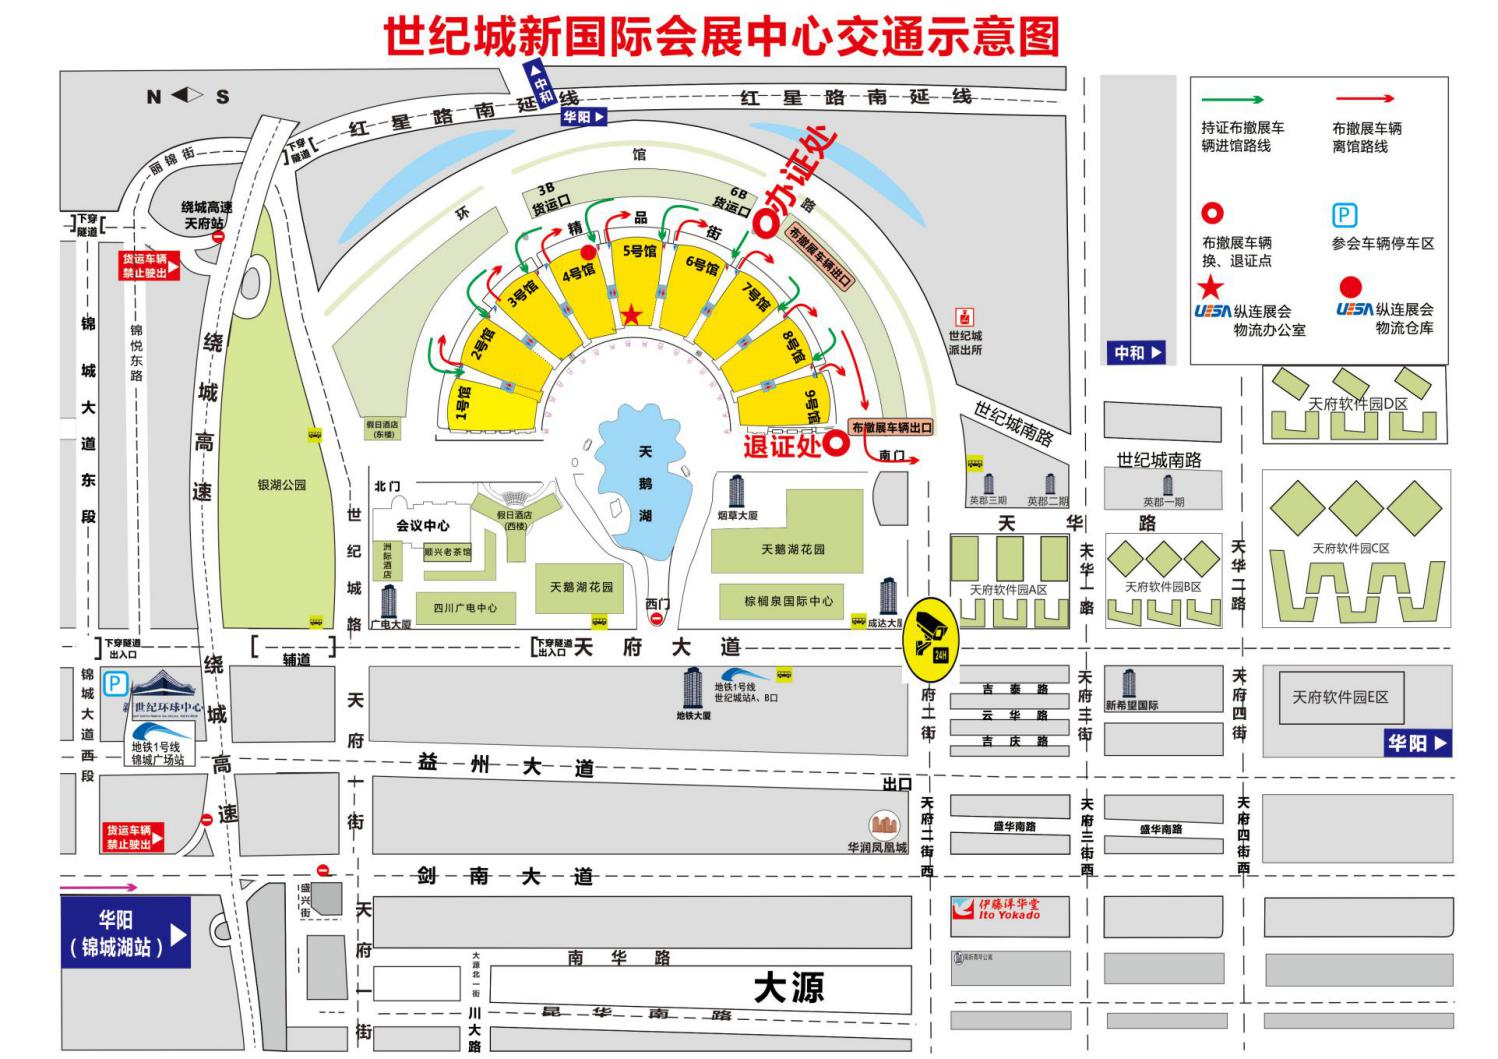 世纪城新国际会展中心交通示意图
N S
中和
华阳
红星路南延线
红星路南延线
下穿
隧道
丽锦街
绕城高速
天府站
下穿
隧道
货运车辆
禁止驶出
锦城大道东段
锦悦东路
绕城高速
银湖公园
世纪城路
环
馆
路
3B
货运口
6B
货运口
办证处
精品街
布撤展车辆进口
1号馆
2号馆
3号馆
4号馆
5号馆
6号馆
7号馆
8号馆
9号馆
假日酒店
(东楼)
布撤展车辆出口
退证处
南门
天鹅湖
北门
会议中心
假日酒店
(西楼)
洲际酒店
顺兴老茶馆
四川广电中心
广电大厦
天鹅湖花园
西门
烟草大厦
天鹅湖花园
棕榈泉国际中心
成达大厦
24H
世纪城
派出所
世纪城南路
英郡三期
英郡二期
世纪城南路
英郡一期
天华路
中和
持证布撤展车
辆进馆路线
布撤展车辆
离馆路线
布撤展车辆
换、退证点
P
参会车辆停车区
UESA纵连展会
物流办公室
UESA纵连展会
物流仓库
天府软件园D区
天府软件园C区
天府软件园A区
天府软件园B区
天华一路
天华二路
下穿隧道
出入口
辅道
下穿隧道
出入口
天府大道
锦城大道西段
P
新世纪环球中心
地铁1号线
锦城广场站
绕城高速
天府一街
地铁大厦
地铁1号线
世纪城站A、B口
府二街
吉泰路
云华路
吉庆路
天府三街
新希望国际
天府四街
天府软件园E区
华阳
益州大道
出口
华润凤凰城
天府二街西
盛华南路
天府三街西
盛华南路
天府四街西
货运车辆
禁止驶出
剑南大道
盛兴街
天府一街
华阳
(锦城湖站)
伊藤洋华堂
Ito Yokado
南华路
大源北一街
大源
昆华南路
川大路